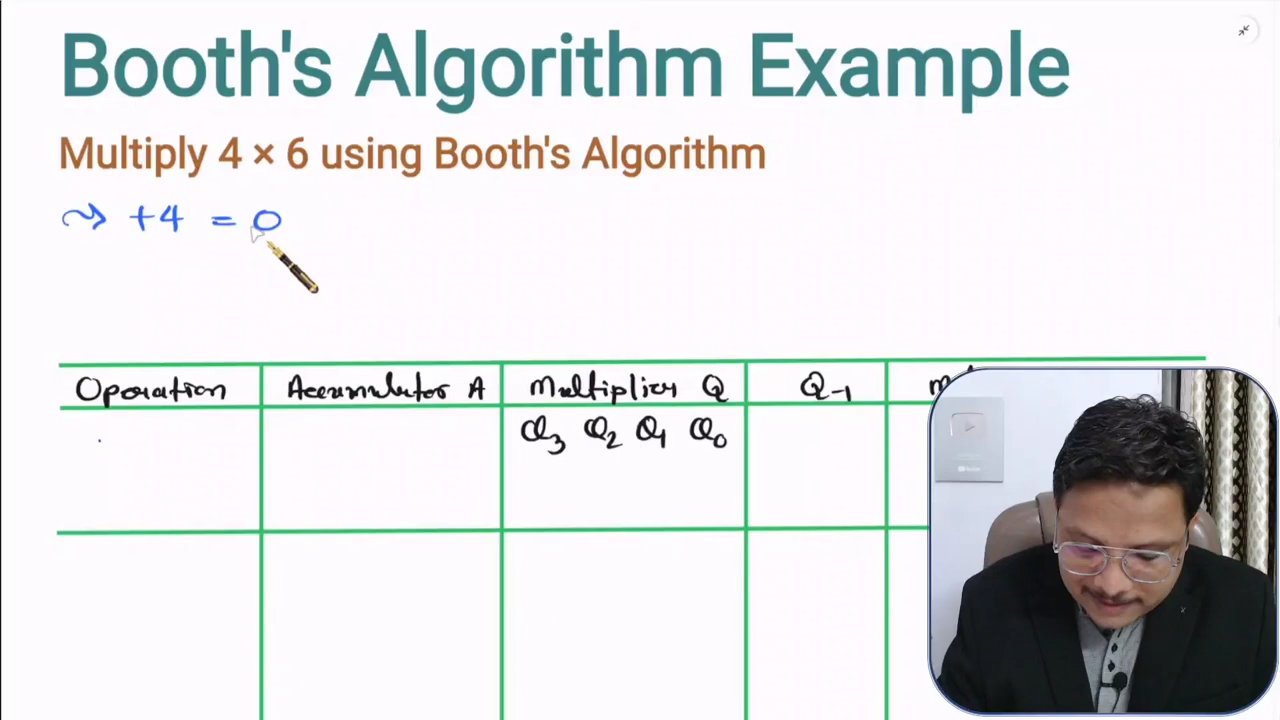 Booth's Algorithm Example
Multiply 4 × 6 using Booth's Algorithm
⤳ +4 = 0
Operation Accumulator A Multiplier Q Q-1
Q3 Q2 Q1 Q0